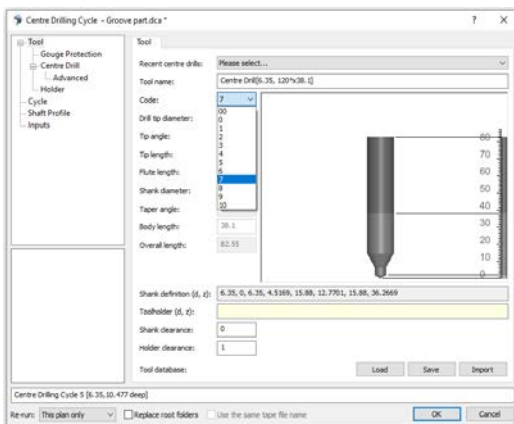 Centre Drilling Cycle - Groove part.dca *
? X
Tool
Gouge Protection
Centre Drill
Advanced
Holder
Cycle
Shaft Profile
Inputs
Tool
Recent centre drills: Please select...
Tool name: Centre Drill[6.35, 120°x38.1]
Code: 7
00
0
1
2
3
4
5
6
7
8
9
10
Drill tip diameter:
Tip angle:
Tip length:
Flute length:
Shank diameter:
Taper angle:
Body length: 38.1
Overall length: 82.55
80
70
60
50
40
30
20
10
0
Shank definition (d, z): 6.35, 0, 6.35, 4.5169, 15.88, 12.7701, 15.88, 36.2669
Toolholder (d, z):
Shank clearance: 0
Holder clearance: 1
Tool database: Load Save Import
Centre Drilling Cycle 5 [6.35,10.477 deep]
Re-run: This plan only Replace root folders Use the same tape file name OK Cancel